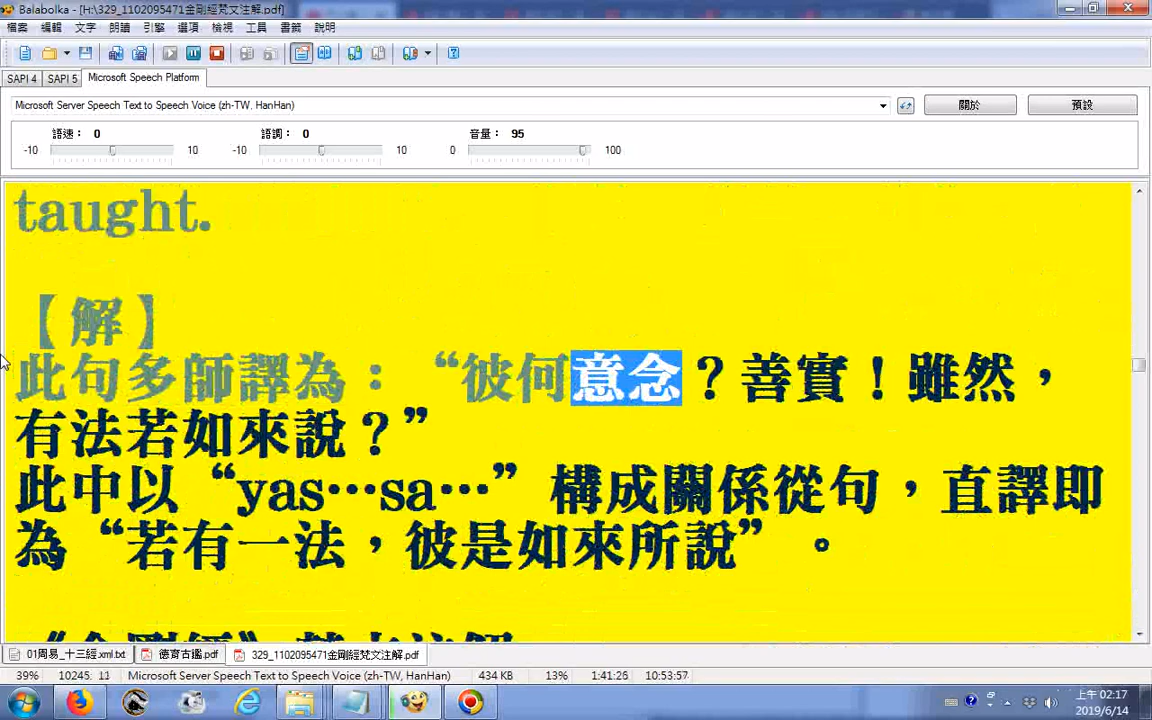 Balabolka - [H:\329_1102095471金剛經梵文注解.pdf]
檔案 編輯 文字 朗讀 引擎 選項 檢視 工具 書籤 說明
SAPI 4 SAPI 5 Microsoft Speech Platform
Microsoft Server Speech Text to Speech Voice (zh-TW, HanHan)
關於 預設
語速： 0 語調： 0 音量： 95
-10 10 -10 10 0 100
taught.
【解】
此句多師譯為：“彼何意念？善實！雖然，
有法若如來說？”
此中以“yas…sa…”構成關係從句，直譯即
為“若有一法，彼是如來所說”。
《金剛經》梵文注解
01周易_十三經.xml.txt 德育古鑑.pdf 329_1102095471金剛經梵文注解.pdf
39% 10245: 11 Microsoft Server Speech Text to Speech Voice (zh-TW, HanHan) 434 KB 13% 1:41:26 10:53:57
上午 02:17
2019/6/14